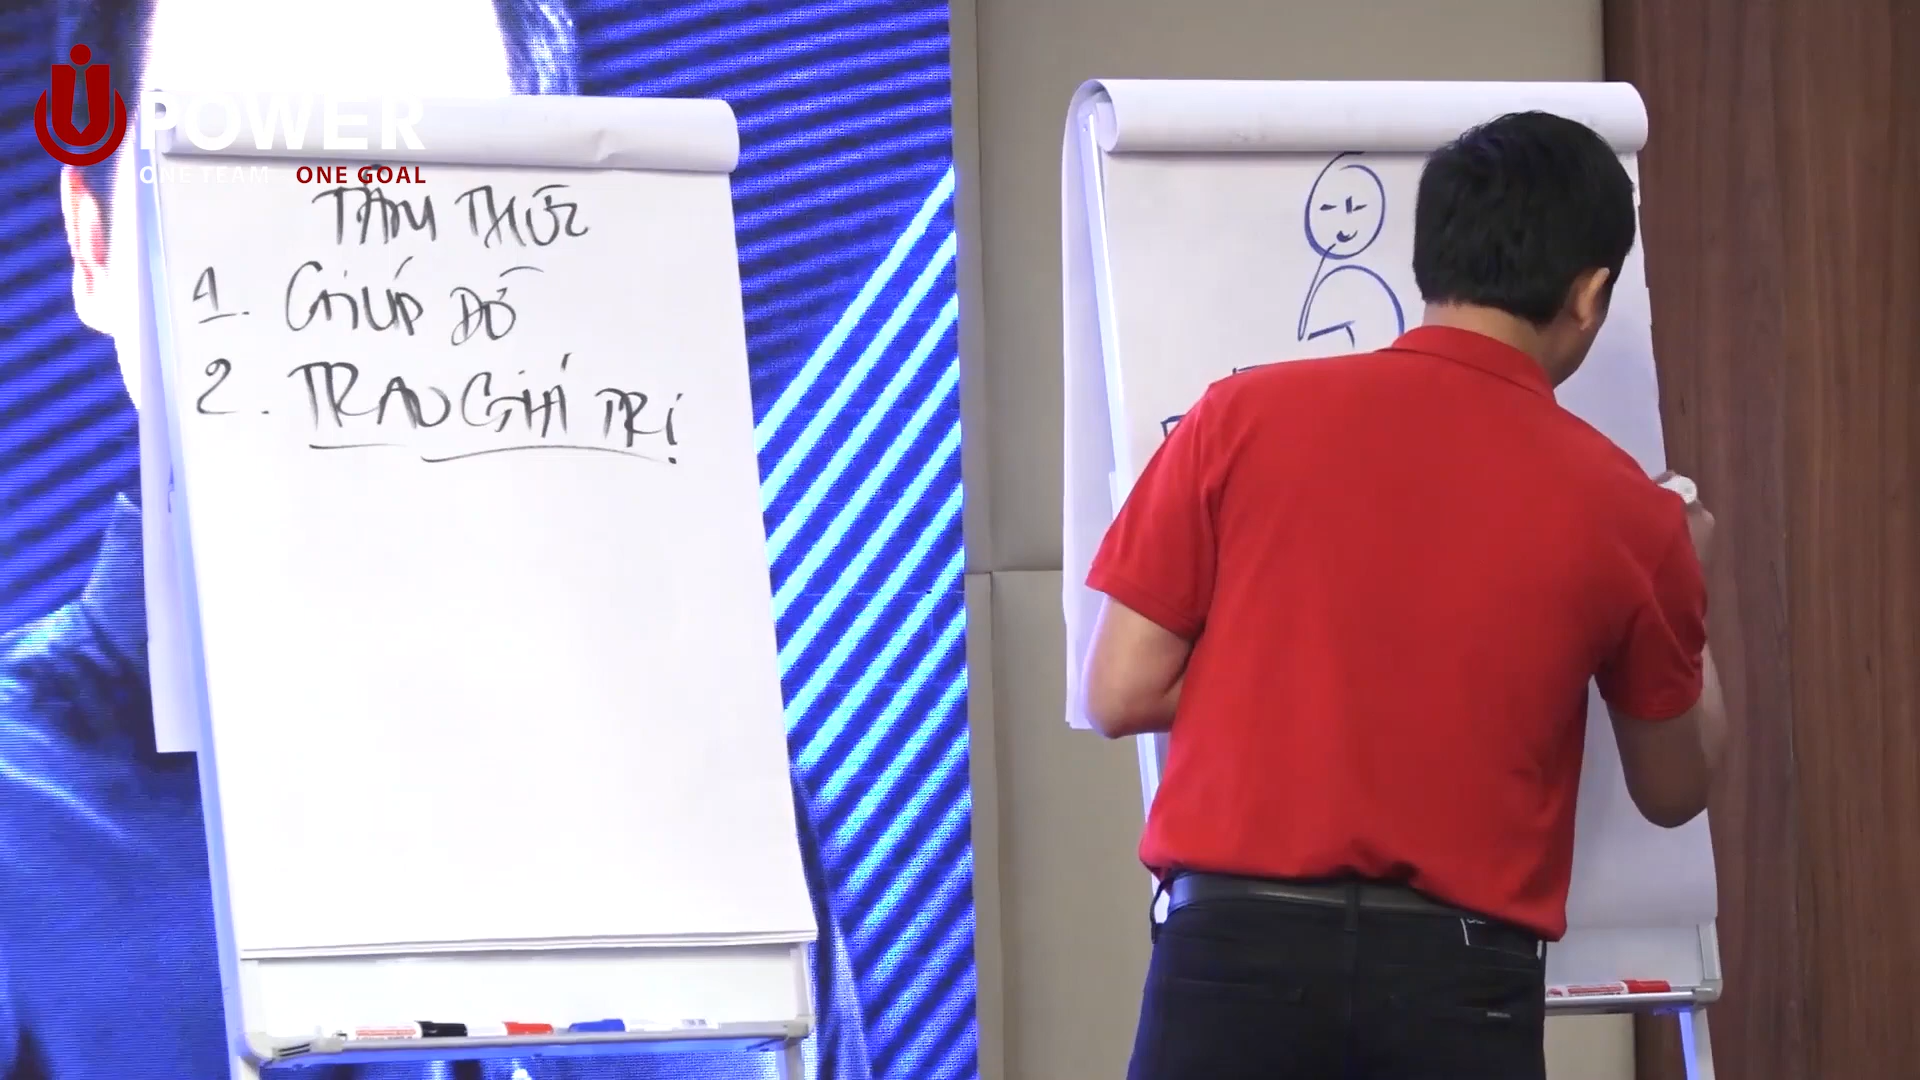 POWER
ONE TEAM ONE GOAL
TÂM THỨC
1. GIÚP ĐỠ
2. TRAO GIÁ TRỊ